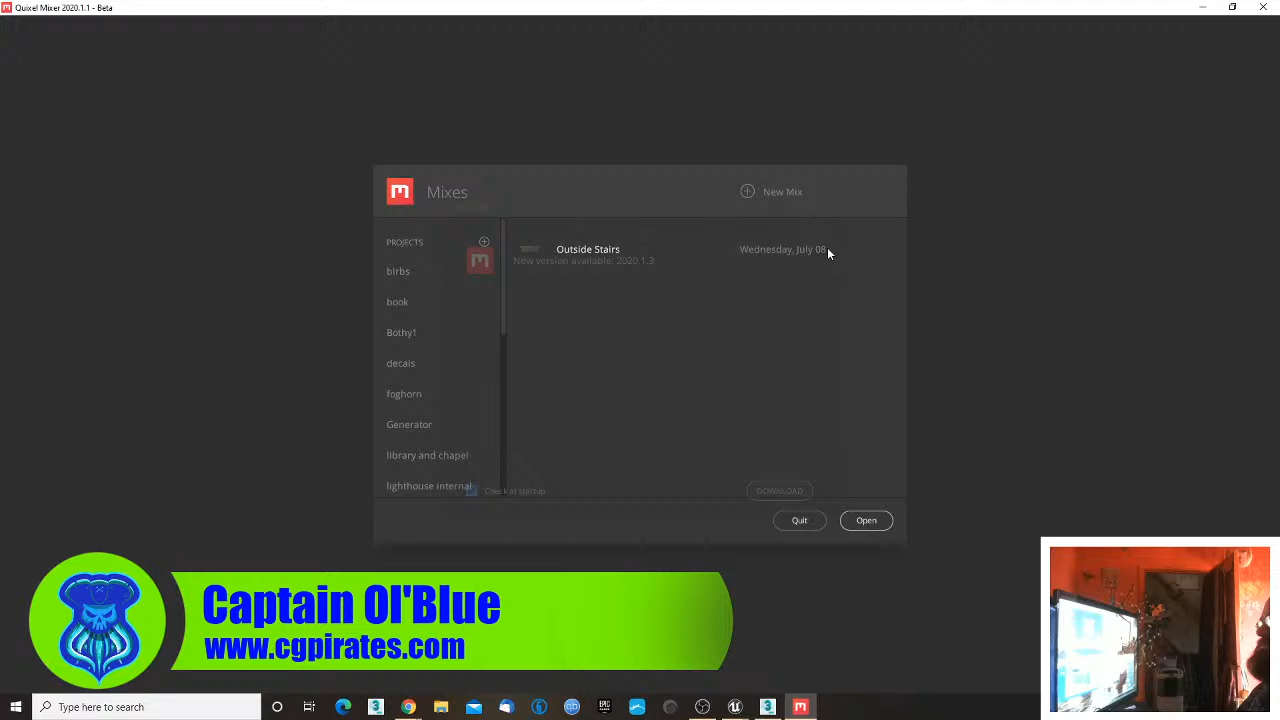 Quixel Mixer 2020.1.1 - Beta
Mixes
New Mix
PROJECTS
birbs
book
Bothy1
decals
foghorn
Generator
library and chapel
lighthouse internal
Outside Stairs
Wednesday, July 08
New version available: 2020.1.3
Check at startup
DOWNLOAD
Quit
Open
Captain Ol'Blue
www.cgpirates.com
Type here to search